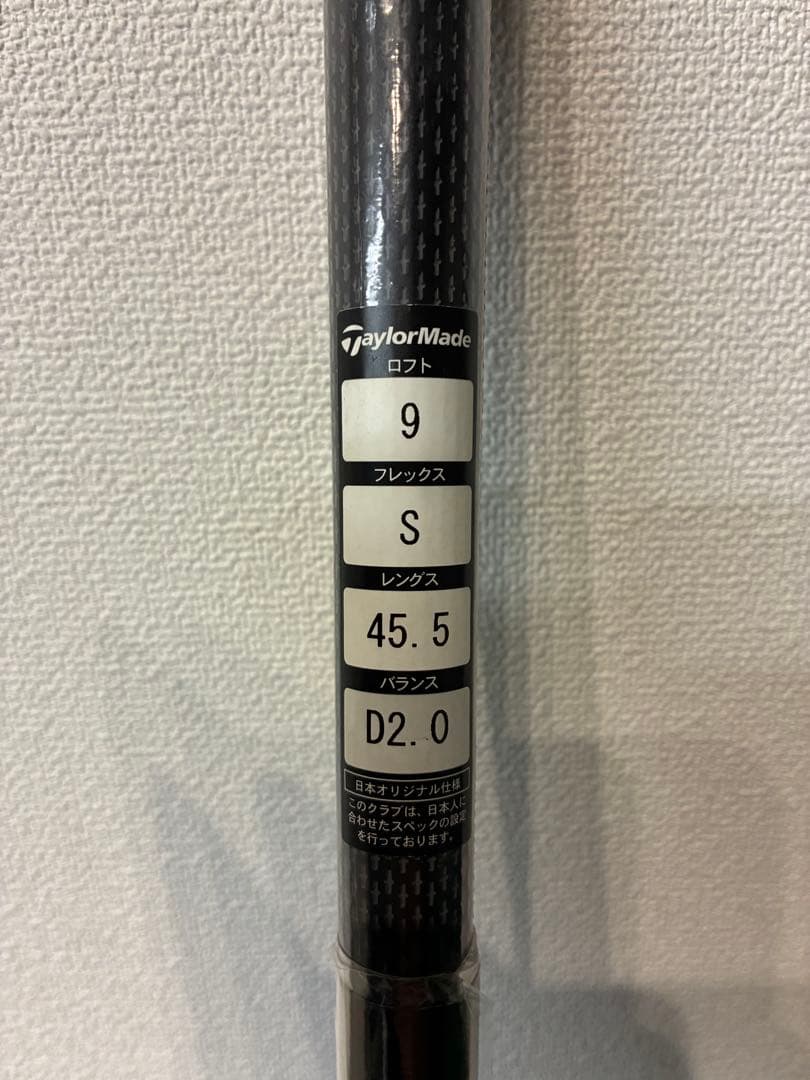 TaylorMade
ロフト
9
フレックス
S
レングス
45.5
バランス
D2.0
日本オリジナル仕様
このクラブは、日本人に
合わせたスペックの設定
を行っております。